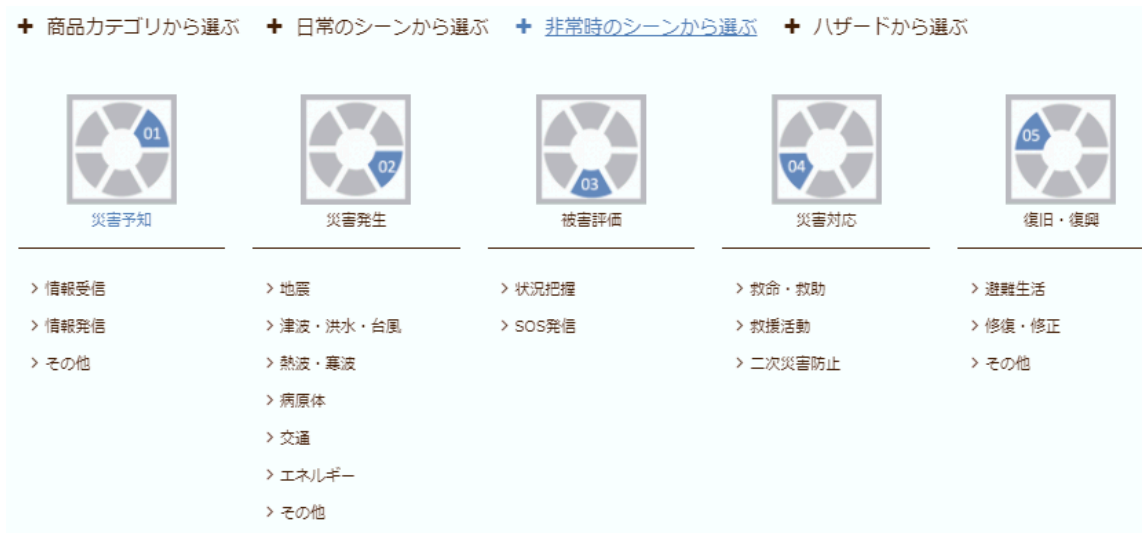 + 商品カテゴリから選ぶ + 日常のシーンから選ぶ + 非常時のシーンから選ぶ + ハザードから選ぶ
01
災害予知
> 情報受信
> 情報発信
> その他
02
災害発生
> 地震
> 津波・洪水・台風
> 熱波・寒波
> 病原体
> 交通
> エネルギー
> その他
03
被害評価
> 状況把握
> SOS発信
04
災害対応
> 救命・救助
> 救援活動
> 二次災害防止
05
復旧・復興
> 避難生活
> 修復・修正
> その他